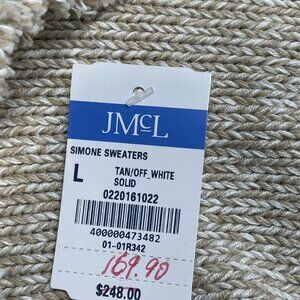 JMcL
SIMONE SWEATERS
L TAN/OFF_WHITE
SOLID
0220161022
400000473482
01-01R342
169.90
$248.00